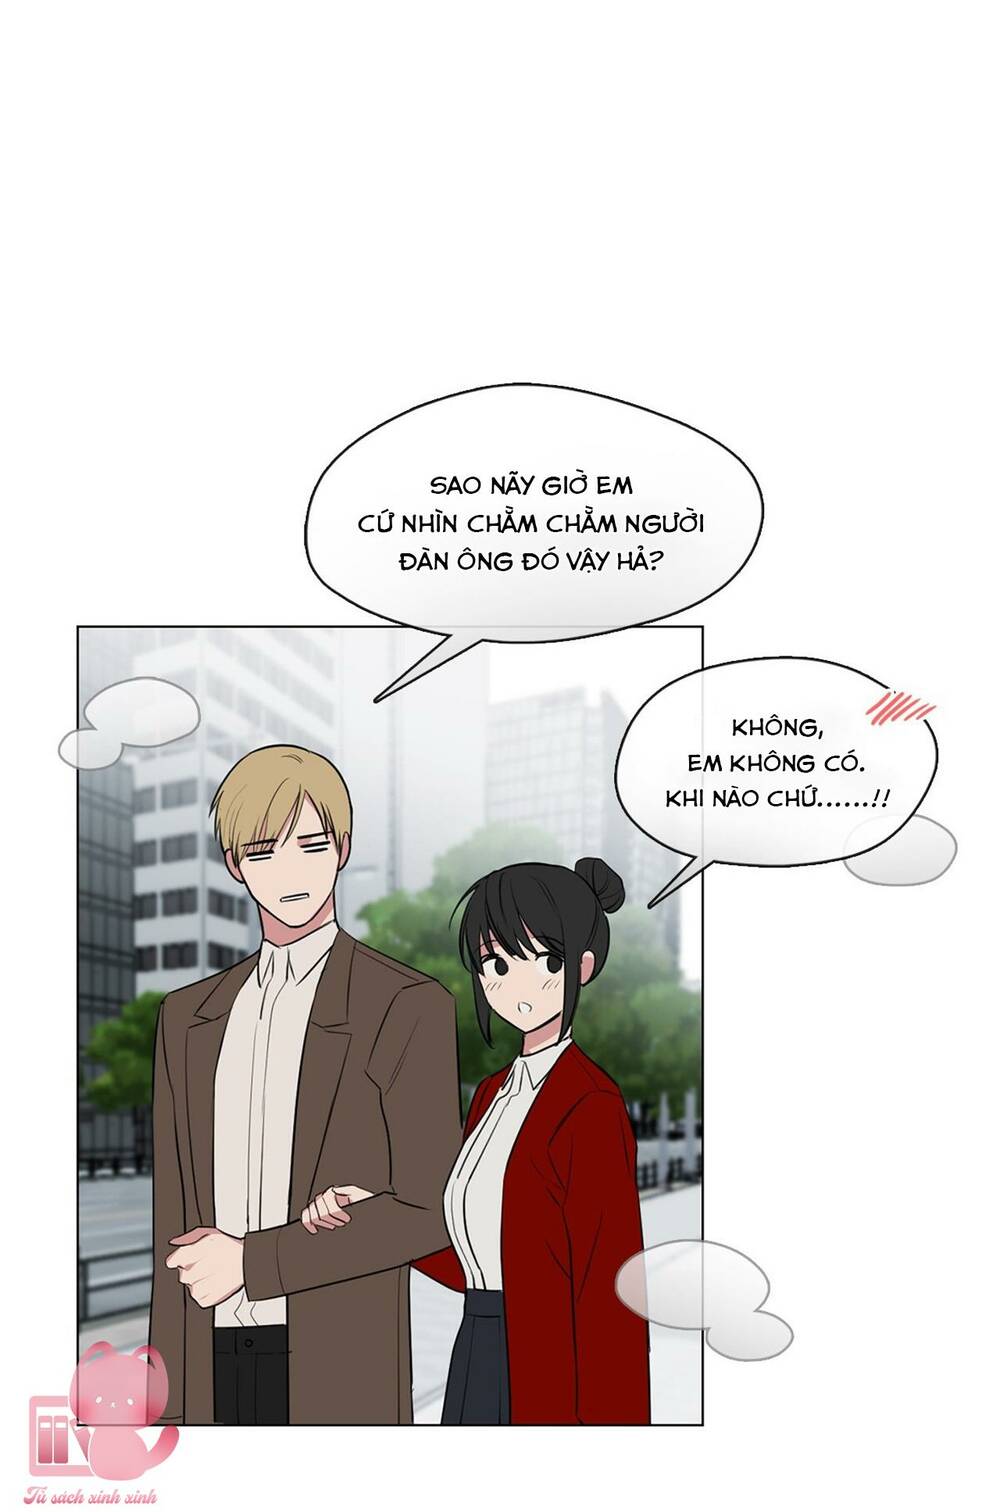 SAO NÃY GIỜ EM
CỨ NHÌN CHẰM CHẰM NGƯỜI
ĐÀN ÔNG ĐÓ VẬY HẢ?
KHÔNG,
EM KHÔNG CÓ.
KHI NÀO CHỨ......!!
Tủ sách xinh xinh